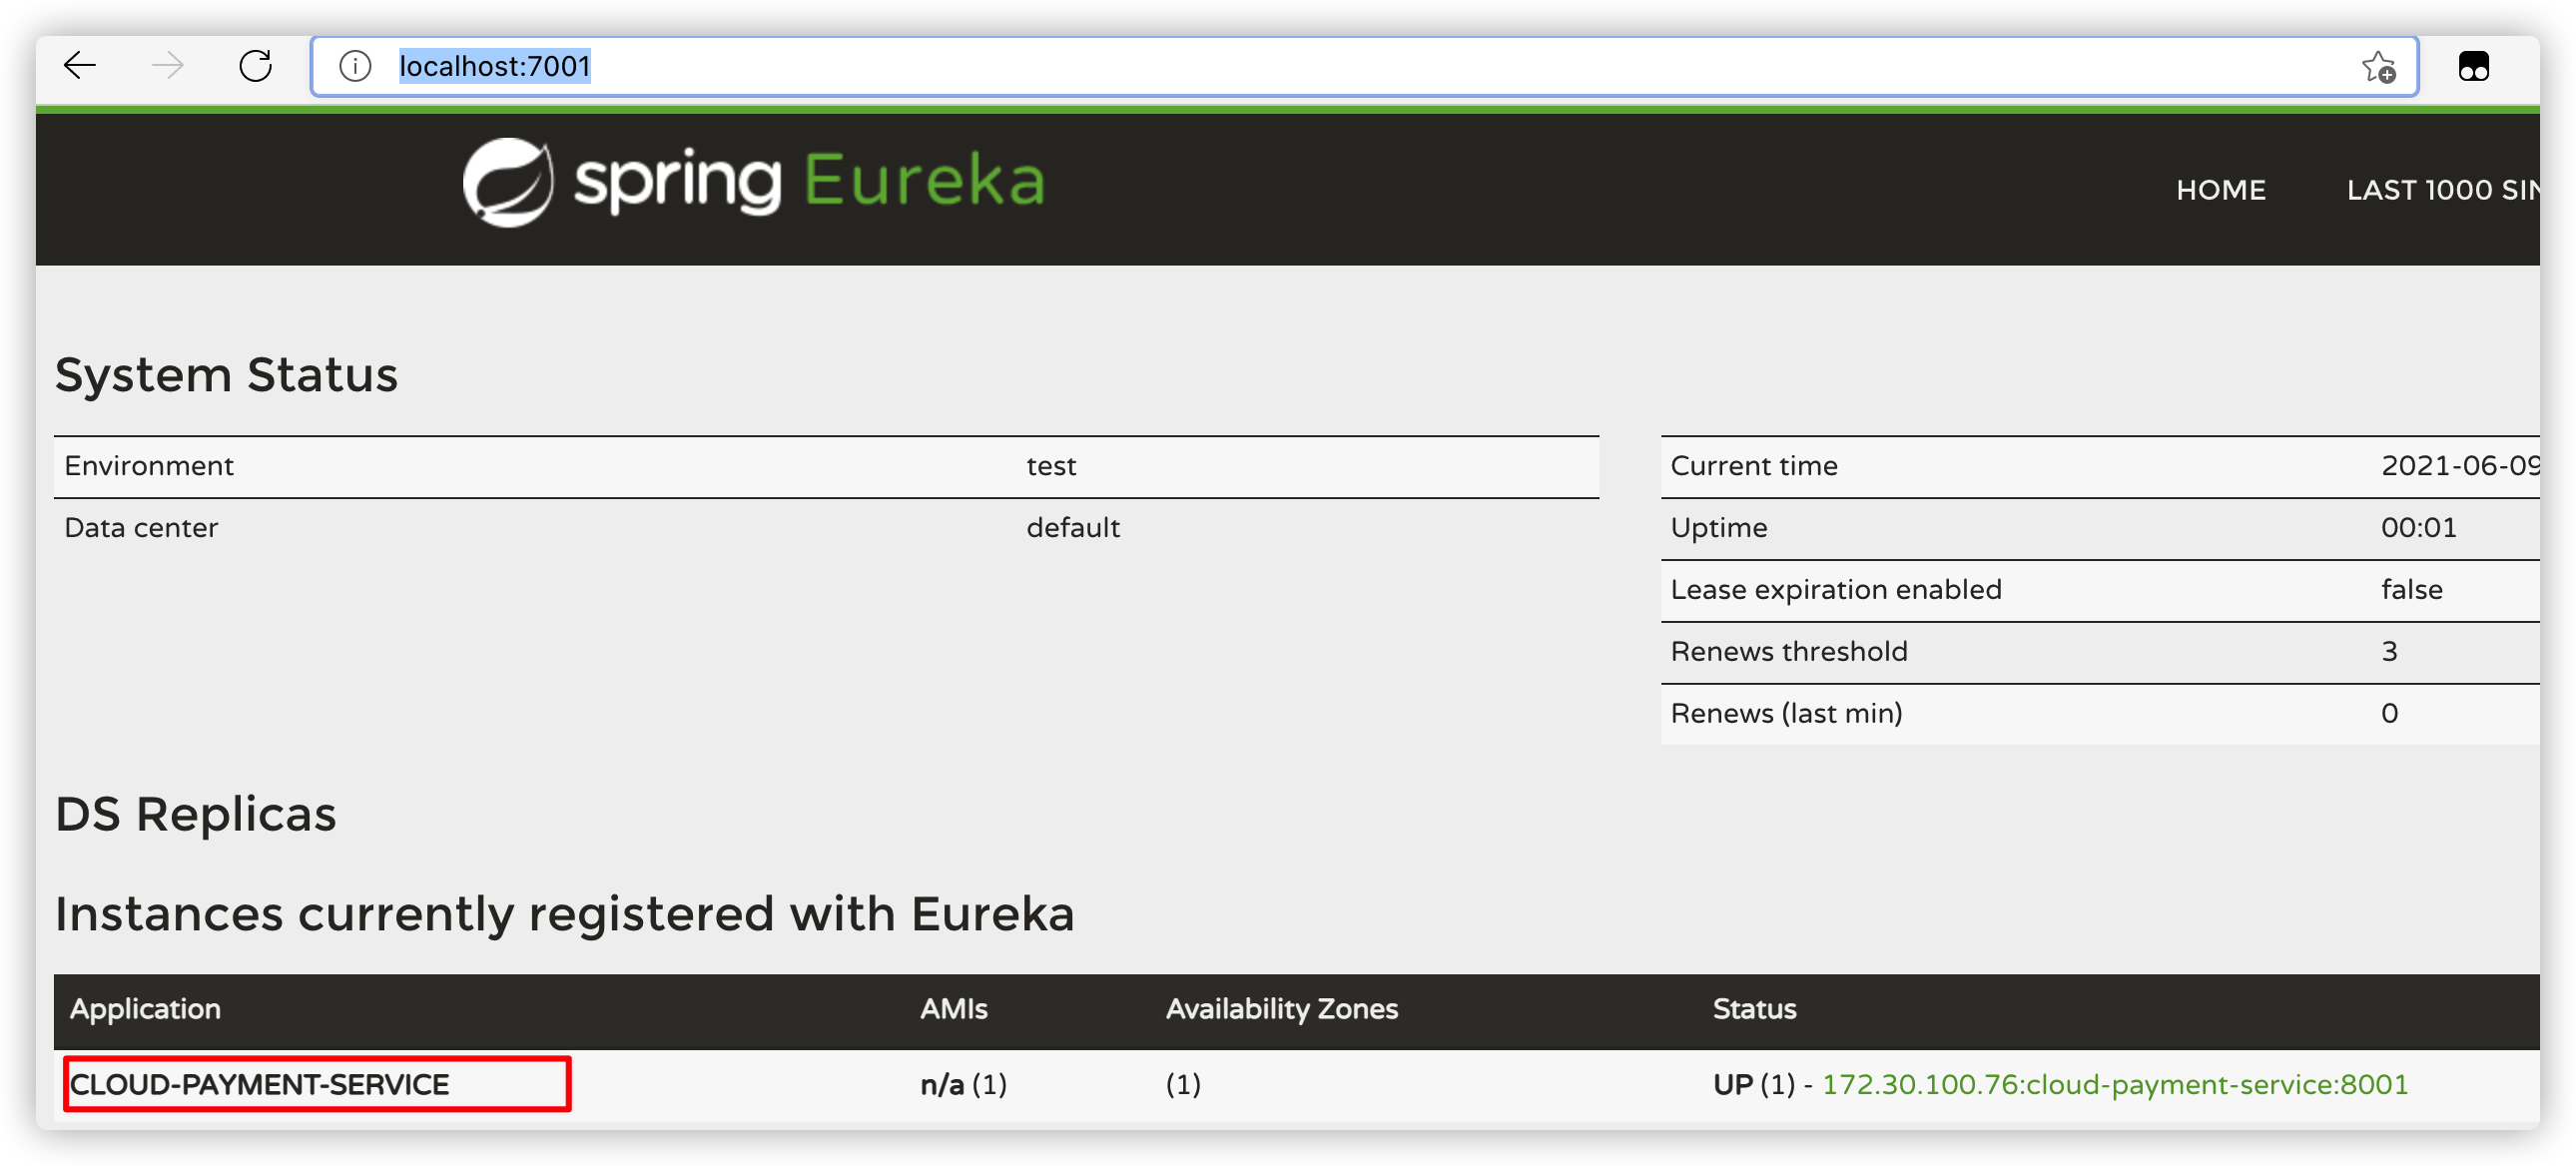 localhost:7001
spring Eureka
HOME LAST 1000 SIN
System Status
Environment test
Data center default
Current time 2021-06-09
Uptime 00:01
Lease expiration enabled false
Renews threshold 3
Renews (last min) 0
DS Replicas
Instances currently registered with Eureka
Application AMIs Availability Zones Status
CLOUD-PAYMENT-SERVICE n/a (1) (1) UP (1) - 172.30.100.76:cloud-payment-service:8001